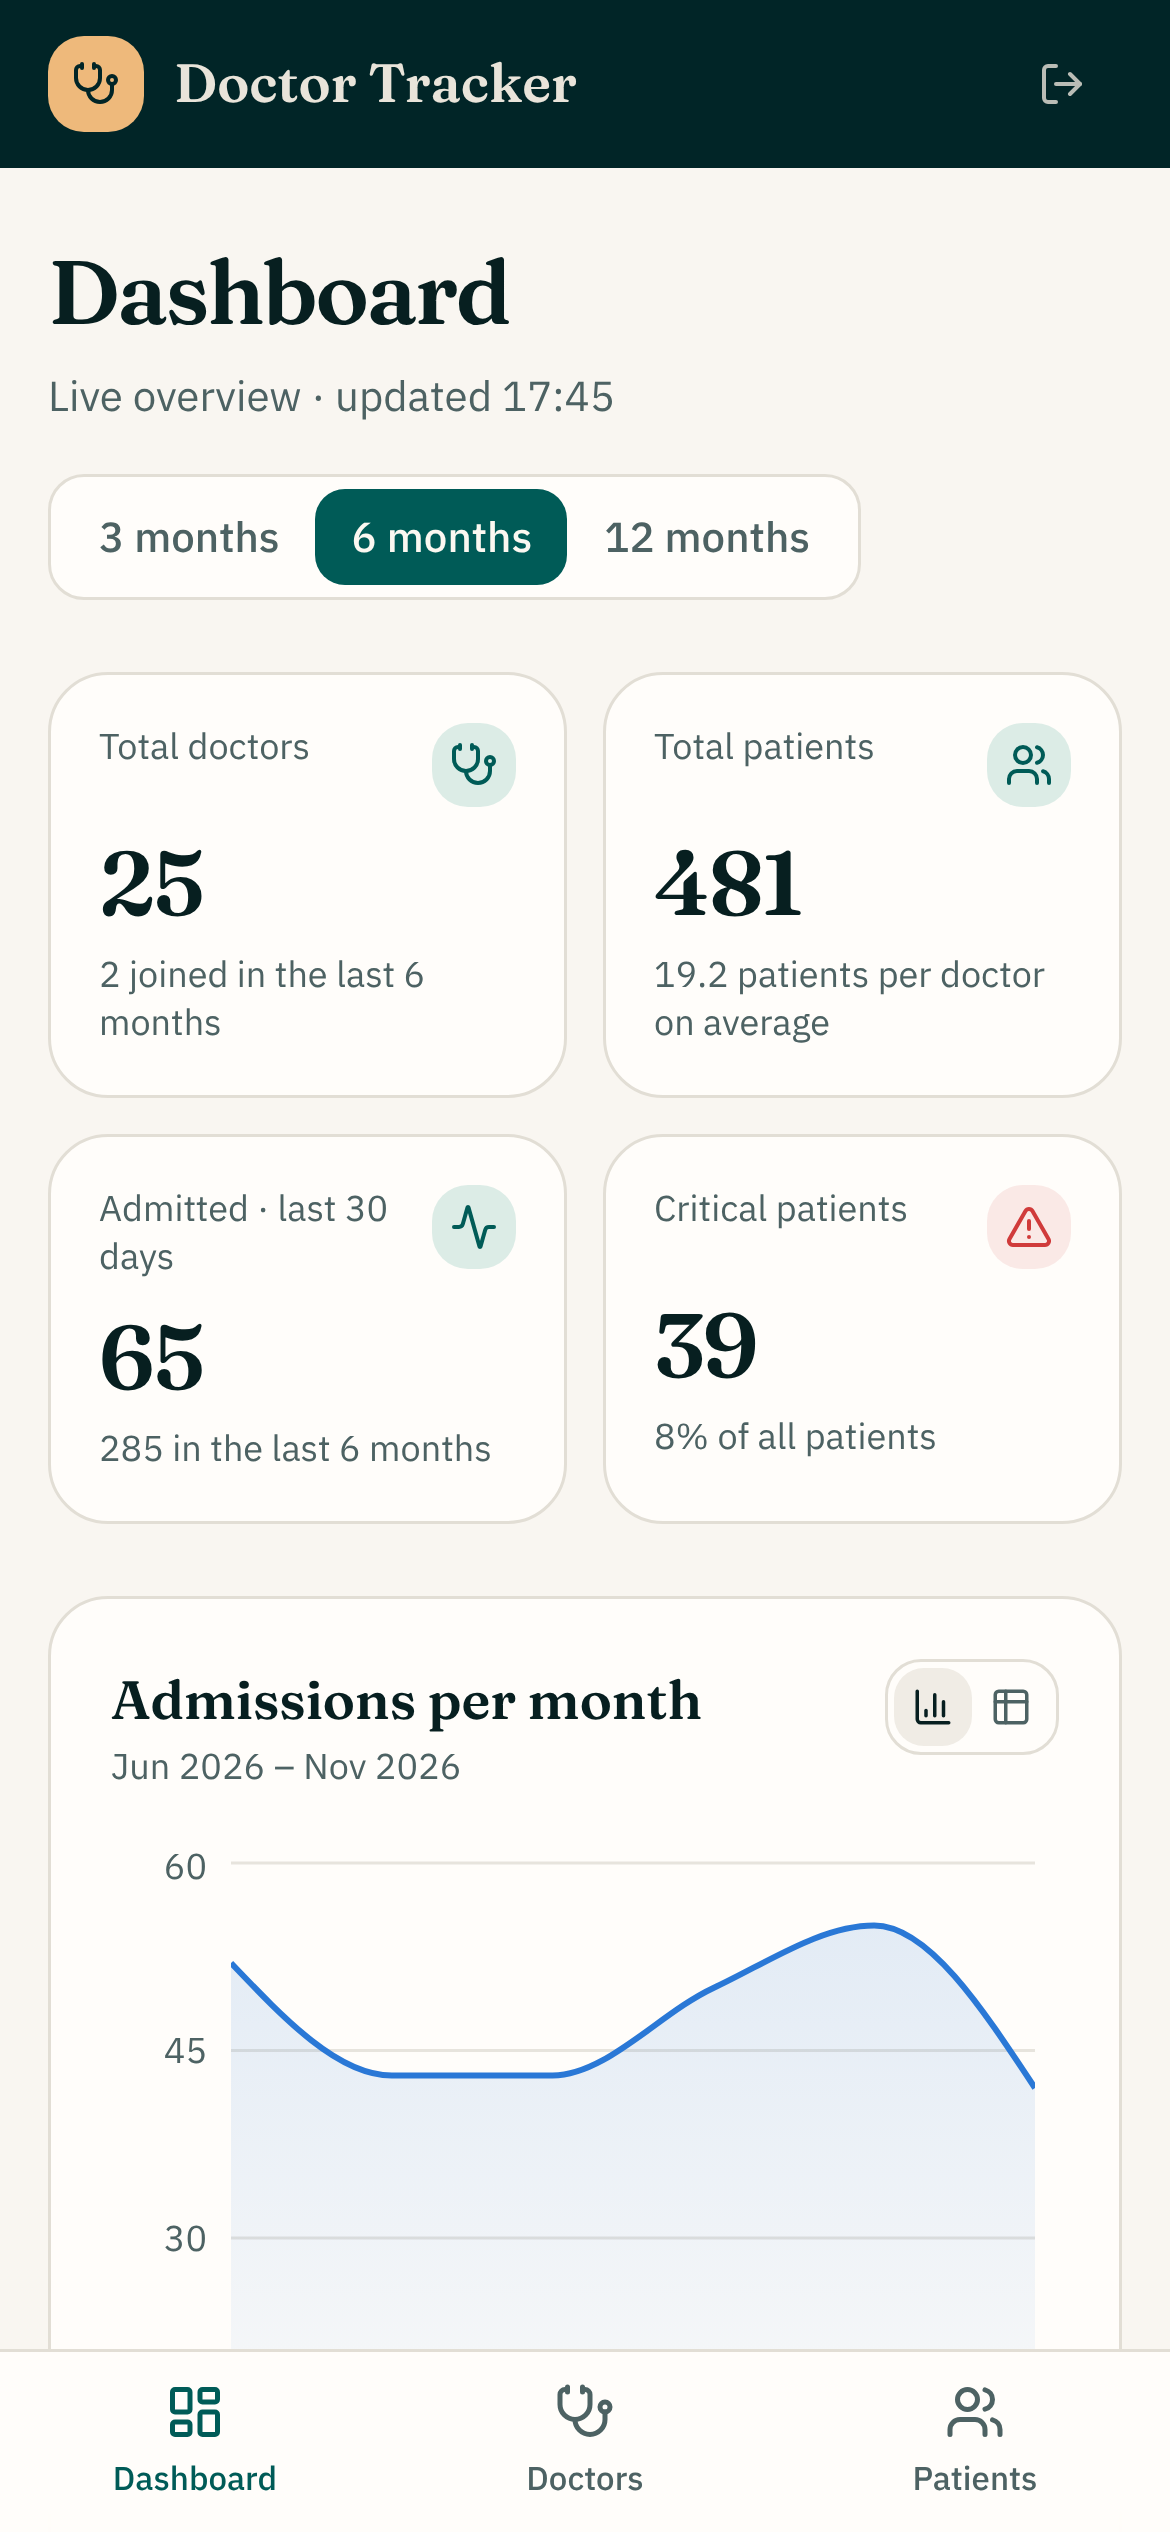 Doctor Tracker
Dashboard
Live overview · updated 17:45
3 months 6 months 12 months
Total doctors
25
2 joined in the last 6
months
Total patients
481
19.2 patients per doctor
on average
Admitted · last 30
days
65
285 in the last 6 months
Critical patients
39
8% of all patients
Admissions per month
Jun 2026 – Nov 2026
60
45
30
Dashboard Doctors Patients